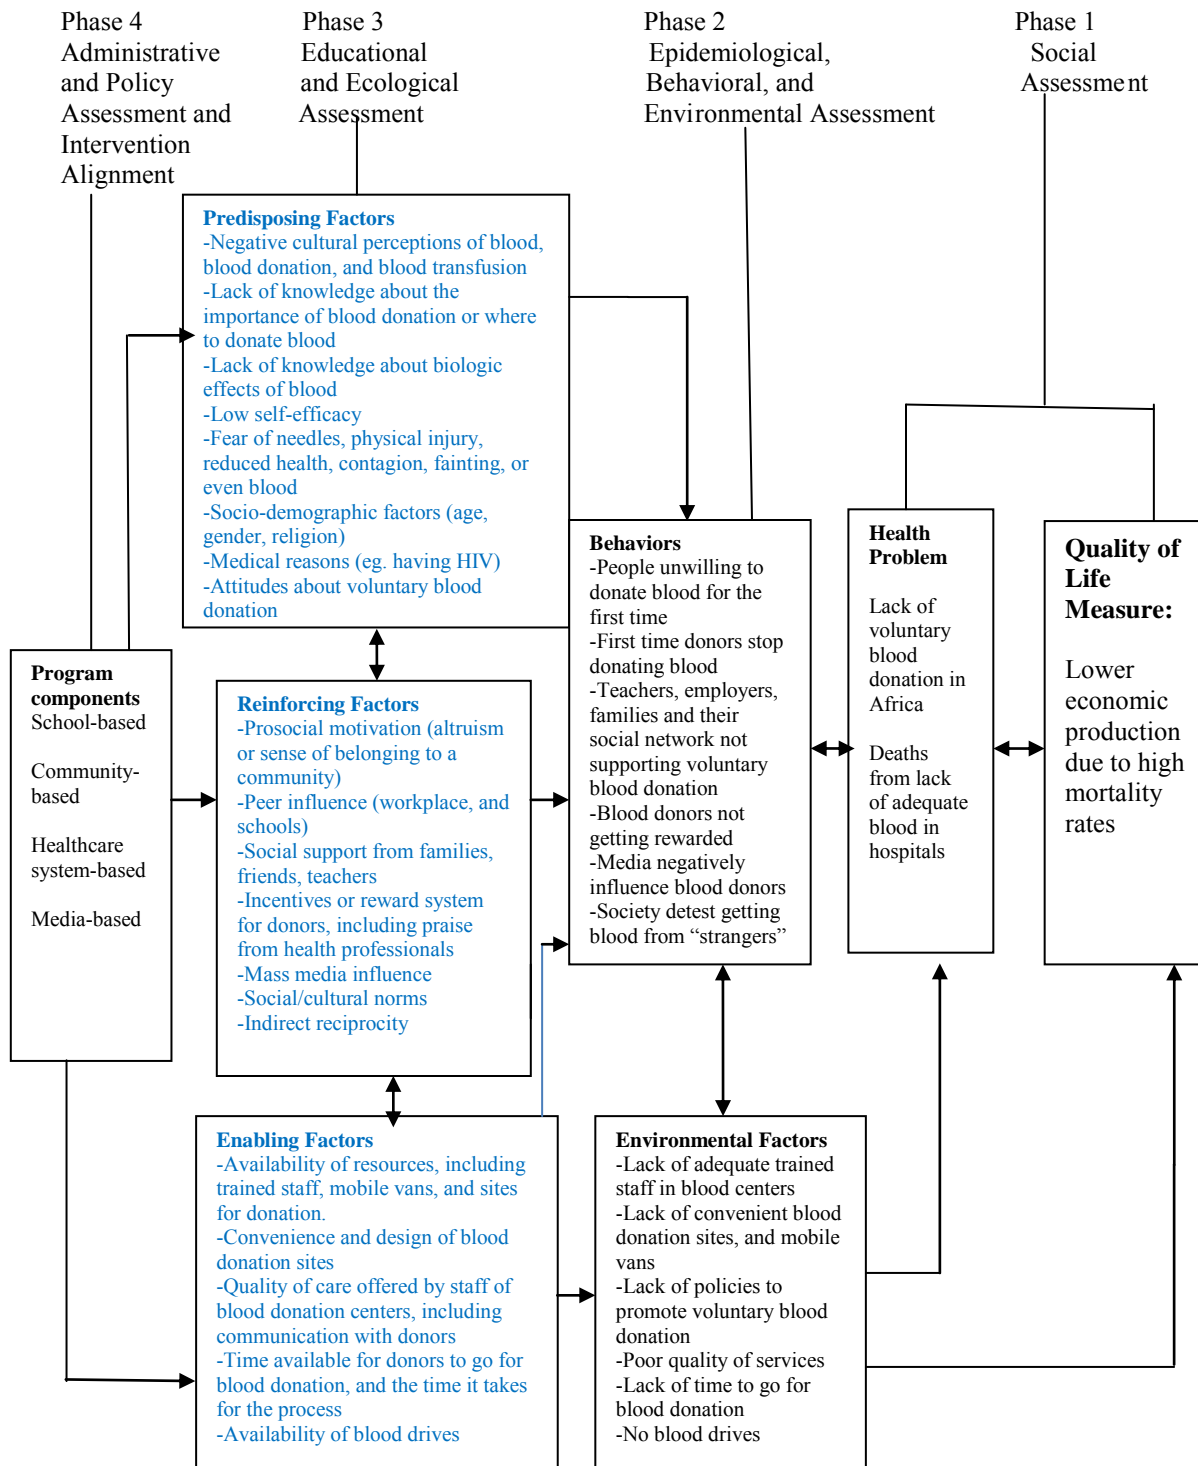 Phase 4
Administrative
and Policy
Assessment and
Intervention
Alignment
Phase 3
Educational
and Ecological
Assessment
Phase 2
Epidemiological,
Behavioral, and
Environmental Assessment
Phase 1
Social
Assessment
Predisposing Factors
-Negative cultural perceptions of blood,
blood donation, and blood transfusion
-Lack of knowledge about the
importance of blood donation or where
to donate blood
-Lack of knowledge about biologic
effects of blood
-Low self-efficacy
-Fear of needles, physical injury,
reduced health, contagion, fainting, or
even blood
-Socio-demographic factors (age,
gender, religion)
-Medical reasons (eg. having HIV)
-Attitudes about voluntary blood
donation
Program
components
School-based
Community-
based
Healthcare
system-based
Media-based
Reinforcing Factors
-Prosocial motivation (altruism
or sense of belonging to a
community)
-Peer influence (workplace, and
schools)
-Social support from families,
friends, teachers
-Incentives or reward system
for donors, including praise
from health professionals
-Mass media influence
-Social/cultural norms
-Indirect reciprocity
Enabling Factors
-Availability of resources, including
trained staff, mobile vans, and sites
for donation.
-Convenience and design of blood
donation sites
-Quality of care offered by staff of
blood donation centers, including
communication with donors
-Time available for donors to go for
blood donation, and the time it takes
for the process
-Availability of blood drives
Behaviors
-People unwilling to
donate blood for the
first time
-First time donors stop
donating blood
-Teachers, employers,
families and their
social network not
supporting voluntary
blood donation
-Blood donors not
getting rewarded
-Media negatively
influence blood donors
-Society detest getting
blood from “strangers”
Environmental Factors
-Lack of adequate trained
staff in blood centers
-Lack of convenient blood
donation sites, and mobile
vans
-Lack of policies to
promote voluntary blood
donation
-Poor quality of services
-Lack of time to go for
blood donation
-No blood drives
Health
Problem
Lack of
voluntary
blood
donation in
Africa
Deaths
from lack
of adequate
blood in
hospitals
Quality of
Life
Measure:
Lower
economic
production
due to high
mortality
rates